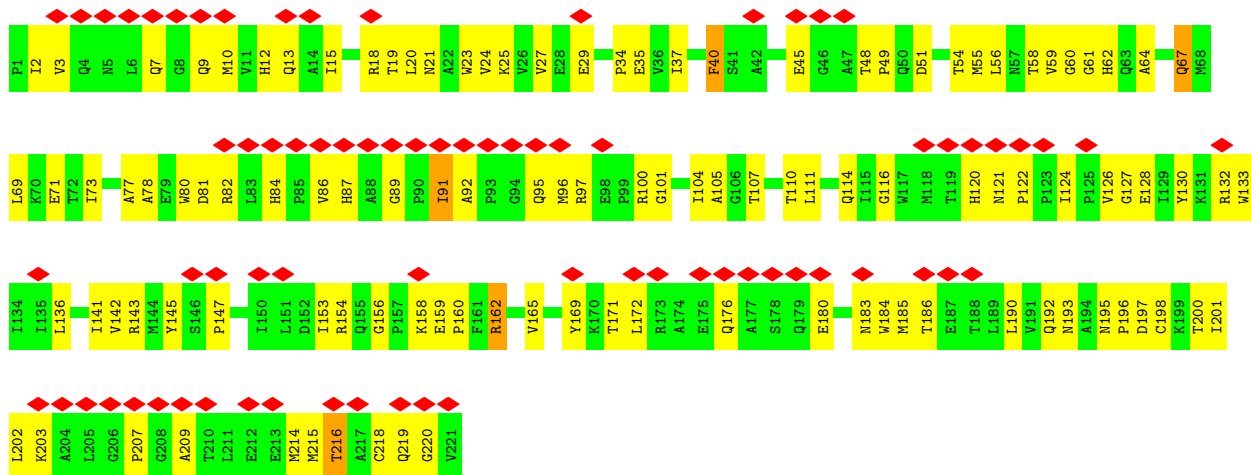 P1 I2 V3 Q4 N5 L6 Q7 G8 Q9 M10 V11 H12 Q13 A14 I15 R18 T19 L20 N21 A22 W23 V24 K25 V26 V27 E28 E29 P34 E35 V36 I37 F40 S41 A42 E45 G46 A47 T48 P49 Q50 D51 T54 M55 L56 N57 T58 V59 G60 G61 H62 Q63 A64 Q67 M68
L69 K70 E71 T72 I73 A77 A78 E79 W80 D81 R82 L83 H84 P85 V86 H87 A88 G89 P90 I91 A92 P93 G94 Q95 M96 R97 E98 P99 R100 G101 I104 A105 G106 T107 T110 L111 Q114 I115 G116 W117 M118 T119 H120 N121 P122 P123 I124 P125 V126 G127 E128 I129 Y130 K131 R132 W133
I134 I135 L136 I141 V142 R143 M144 Y145 S146 P147 I150 L151 D152 I153 R154 Q155 G156 P157 K158 E159 P160 F161 R162 V165 Y169 K170 T171 L172 R173 A174 E175 Q176 A177 S178 Q179 E180 N183 W184 M185 T186 E187 T188 L189 L190 V191 Q192 N193 A194 N195 P196 D197 C198 K199 T200 I201
L202 K203 A204 L205 G206 P207 G208 A209 T210 L211 E212 E213 M214 M215 T216 A217 C218 Q219 G220 V221